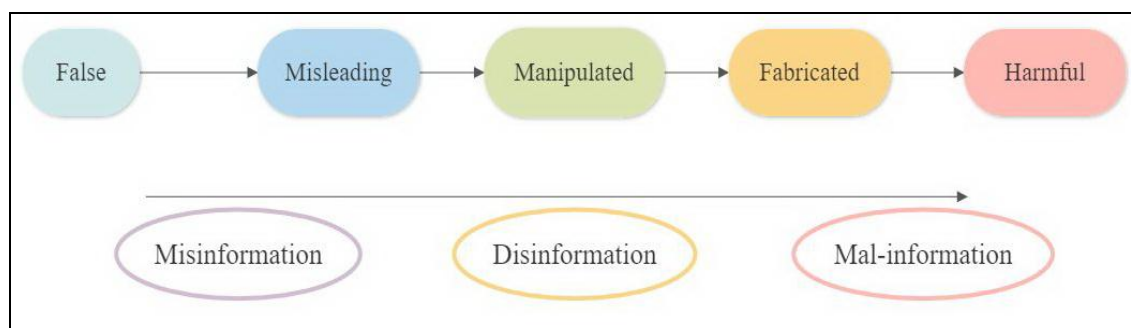 False Misleading Manipulated Fabricated Harmful
Misinformation Disinformation Mal-information